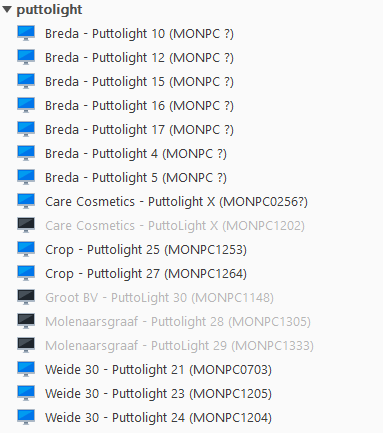 puttolight
Breda - Puttolight 10 (MONPC ?)
Breda - Puttolight 12 (MONPC ?)
Breda - Puttolight 15 (MONPC ?)
Breda - Puttolight 16 (MONPC ?)
Breda - Puttolight 17 (MONPC ?)
Breda - Puttolight 4 (MONPC ?)
Breda - Puttolight 5 (MONPC ?)
Care Cosmetics - Puttolight X (MONPC0256?)
Care Cosmetics - PuttoLight X (MONPC1202)
Crop - Puttolight 25 (MONPC1253)
Crop - Puttolight 27 (MONPC1264)
Groot BV - PuttoLight 30 (MONPC1148)
Molenaarsgraaf - Puttolight 28 (MONPC1305)
Molenaarsgraaf - PuttoLight 29 (MONPC1333)
Weide 30 - Puttolight 21 (MONPC0703)
Weide 30 - Puttolight 23 (MONPC1205)
Weide 30 - Puttolight 24 (MONPC1204)